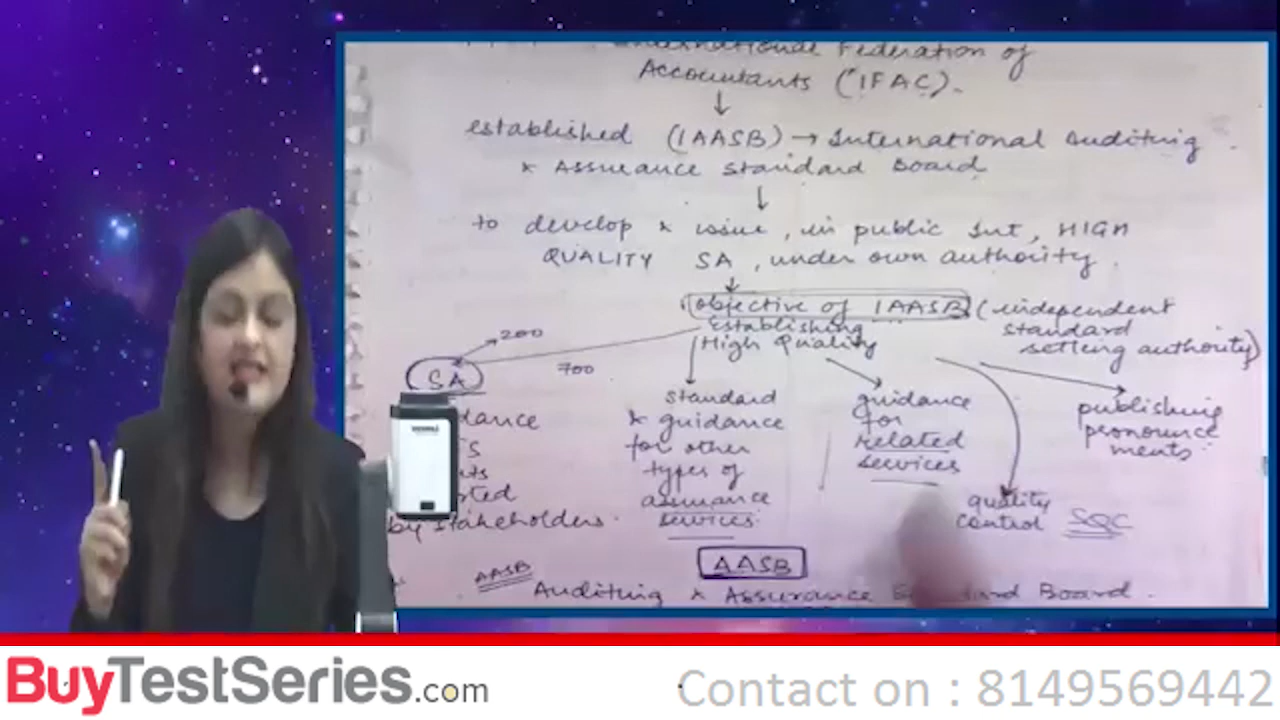 International Federation of
Accountants (IFAC).
established (IAASB) → International Auditing
& Assurance Standard Board
to develop & issue, in public Int, HIGH
QUALITY SA, under own authority.
objective of IAASB (independent
standard
setting authority)
Establishing
High Quality
200
700
SA
standard
& guidance
for other
types of
assurance
services.
guidance
for
related
services
publishing
pronounce
ments
quality
control SQC
by stakeholders.
AASB
AASB
Auditing & Assurance Board.
BuyTestSeries.com
Contact on : 8149569442